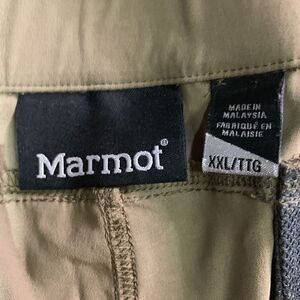 Marmot®
MADE IN
MALAYSIA
FABRIQUÉ EN
MALAISIE
XXL/TTG